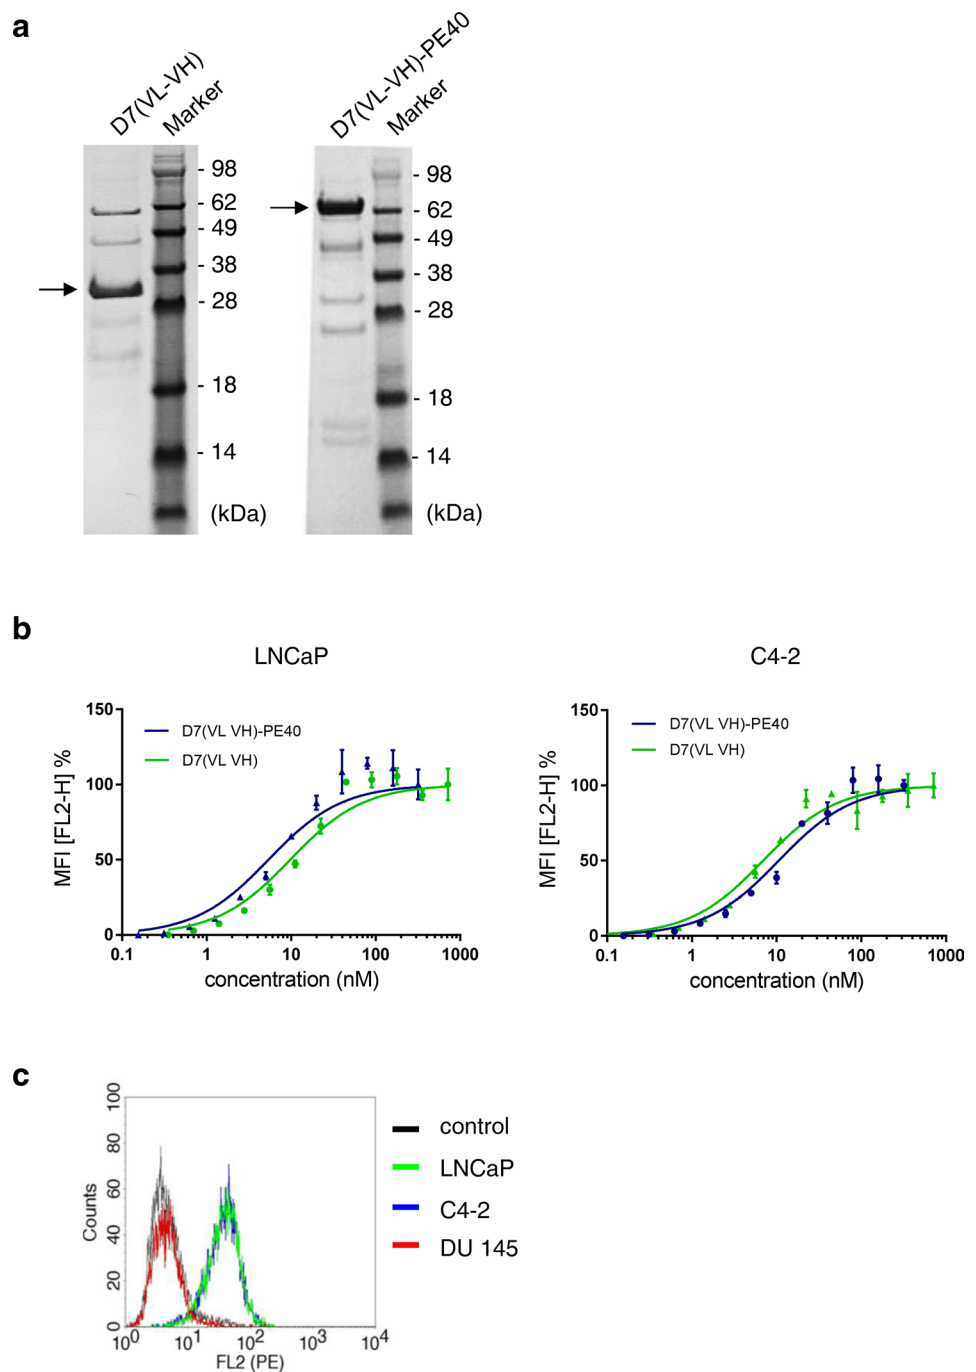 a
D7(VL-VH)
Marker
D7(VL-VH)-PE40
Marker
- 98
- 62
- 49
- 38
- 28
- 18
- 14
(kDa)
- 98
- 62
- 49
- 38
- 28
- 18
- 14
(kDa)
b
LNCaP
150
100
50
0
MFI [FL2-H] %
D7(VL VH)-PE40
D7(VL VH)
0.1 1 10 100 1000
concentration (nM)
C4-2
150
100
50
0
MFI [FL2-H] %
D7(VL VH)-PE40
D7(VL VH)
0.1 1 10 100 1000
concentration (nM)
c
100
80
60
40
20
0
Counts
10⁰ 10¹ 10² 10³ 10⁴
FL2 (PE)
control
LNCaP
C4-2
DU 145